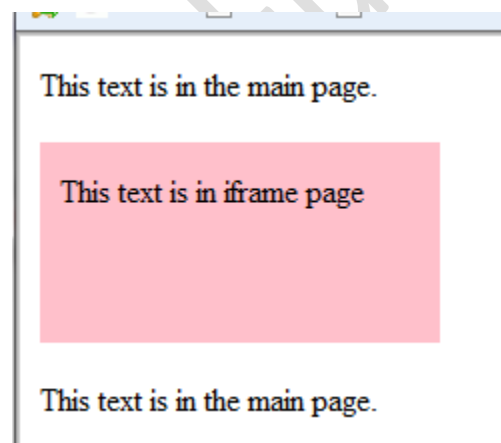 This text is in the main page.
This text is in iframe page
This text is in the main page.